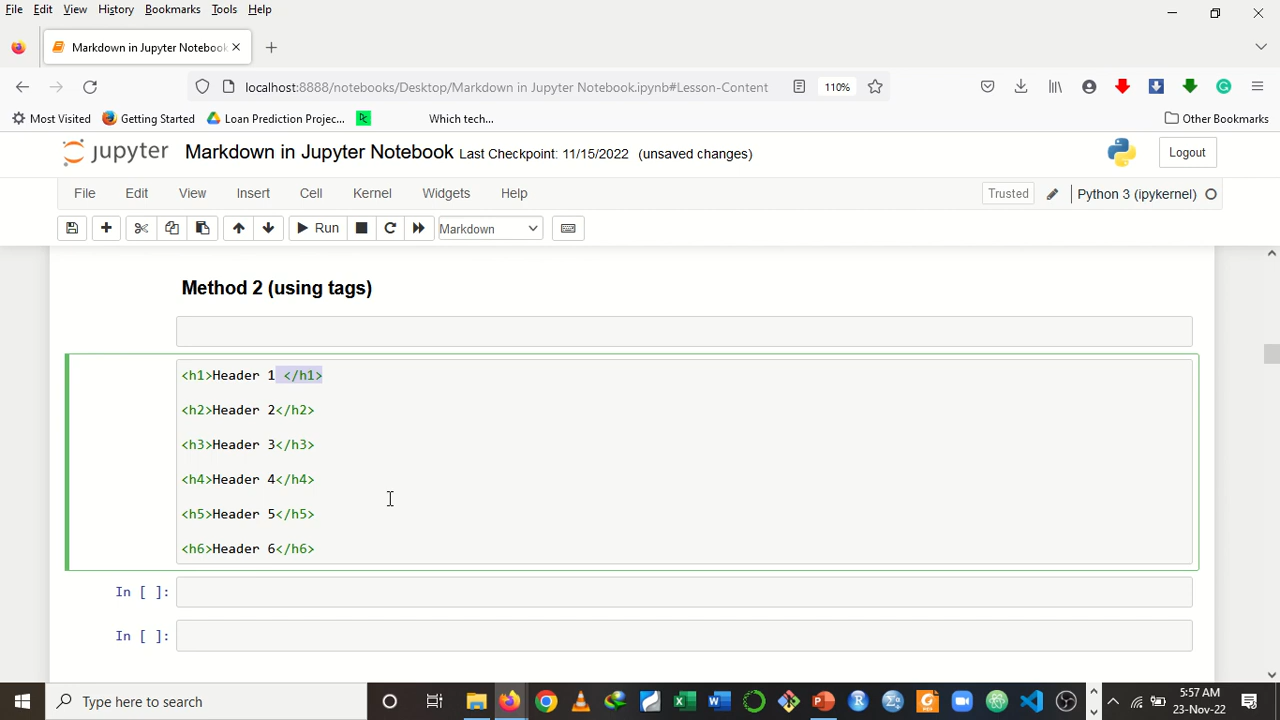 File Edit View History Bookmarks Tools Help
Markdown in Jupyter Notebook
localhost:8888/notebooks/Desktop/Markdown in Jupyter Notebook.ipynb#Lesson-Content 110%
Most Visited Getting Started Loan Prediction Projec... Which tech... Other Bookmarks
jupyter Markdown in Jupyter Notebook Last Checkpoint: 11/15/2022 (unsaved changes) Logout
File Edit View Insert Cell Kernel Widgets Help Trusted Python 3 (ipykernel)
Run Markdown
Method 2 (using tags)
<h1>Header 1 </h1>
<h2>Header 2</h2>
<h3>Header 3</h3>
<h4>Header 4</h4>
<h5>Header 5</h5>
<h6>Header 6</h6>
In [ ]:
In [ ]:
Type here to search
5:57 AM
23-Nov-22